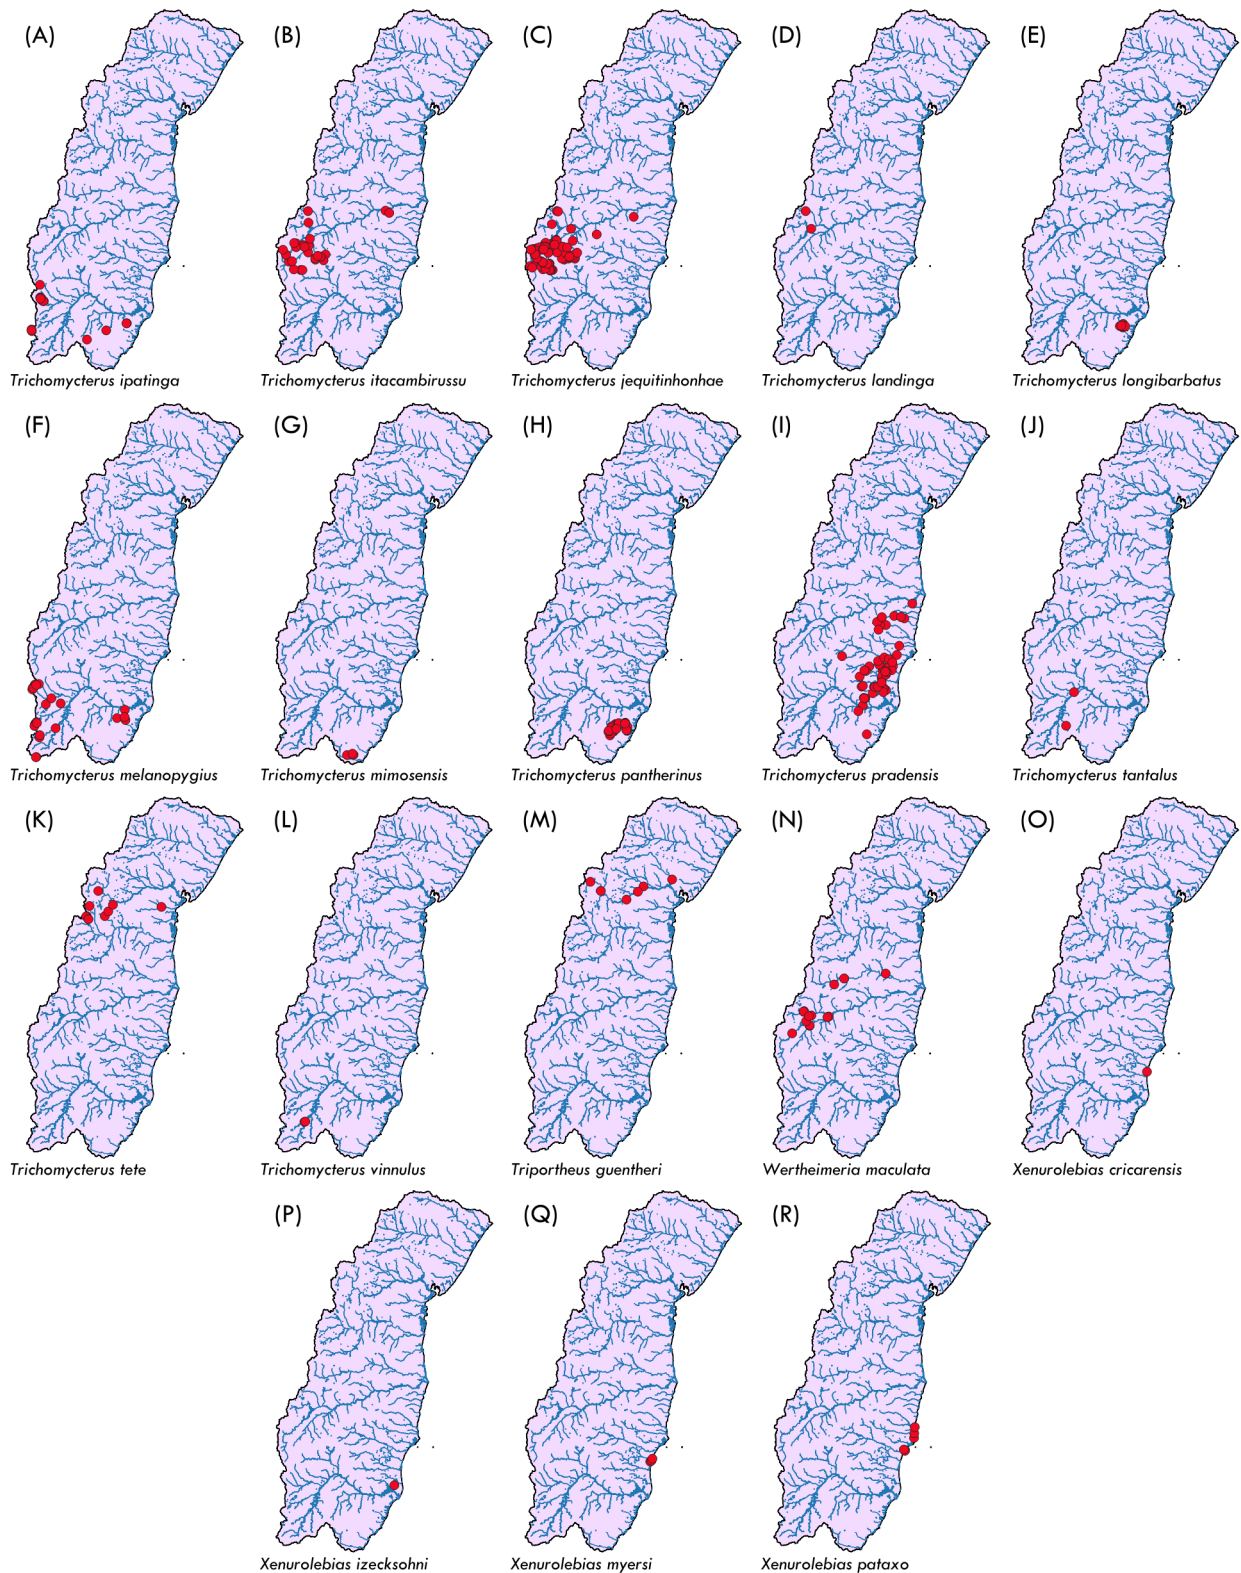 (A) (B) (C) (D) (E)
Trichomycterus ipatinga Trichomycterus itacambirussu Trichomycterus jequitinhonhae Trichomycterus landinga Trichomycterus longibarbatus
(F) (G) (H) (I) (J)
Trichomycterus melanopygius Trichomycterus mimosensis Trichomycterus pantherinus Trichomycterus pradensis Trichomycterus tantalus
(K) (L) (M) (N) (O)
Trichomycterus tete Trichomycterus vinnulus Triportheus guentheri Wertheimeria maculata Xenurolebias cricarensis
(P) (Q) (R)
Xenurolebias izecksohni Xenurolebias myersi Xenurolebias pataxo